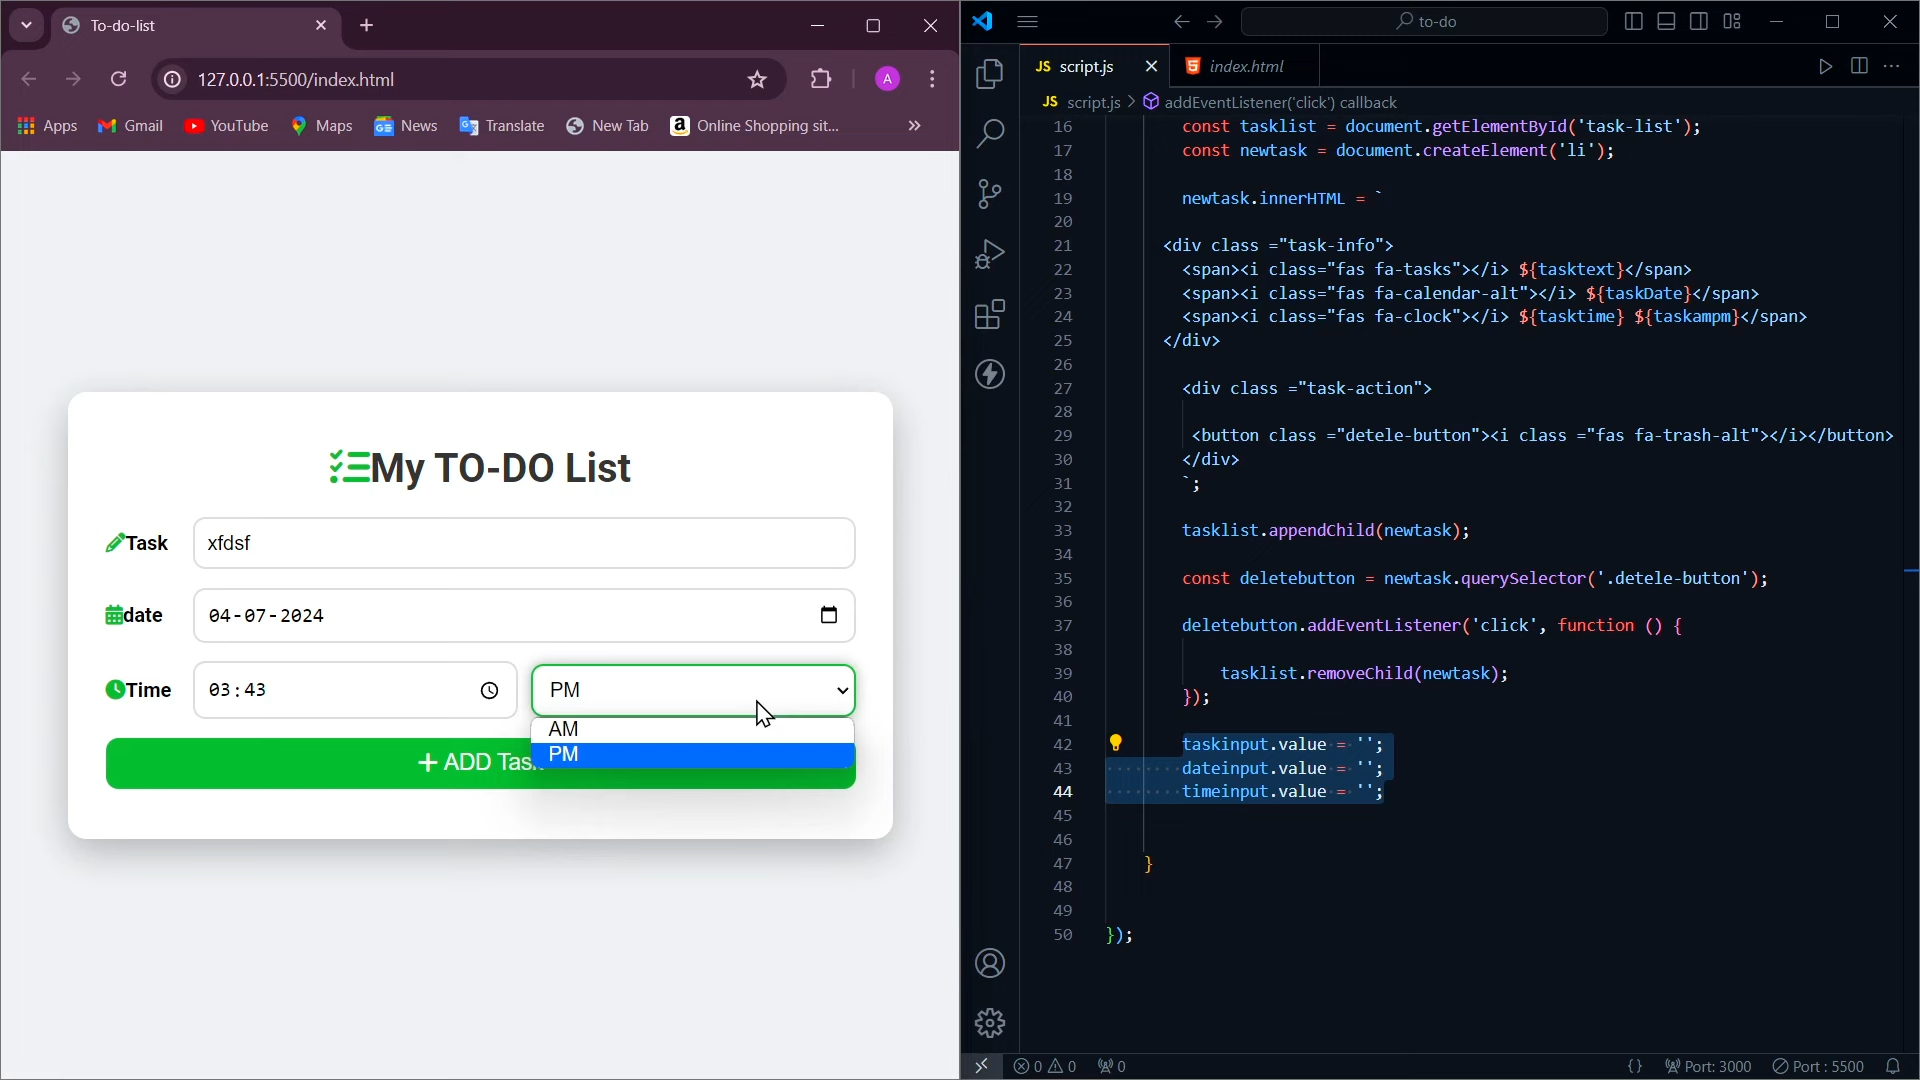 To-do-list
127.0.0.1:5500/index.html
A
Apps
Gmail
YouTube
Maps
News
Translate
New Tab
Online Shopping sit...
My TO-DO List
Task
xfdsf
date
04-07-2024
Time
03:43
PM
AM
PM
ADD Tas
to-do
JS script.js
index.html
JS script.js > addEventListener('click') callback
16 const tasklist = document.getElementById('task-list');
17 const newtask = document.createElement('li');
18
19 newtask.innerHTML = `
20
21 <div class ="task-info">
22 <span><i class="fas fa-tasks"></i> ${tasktext}</span>
23 <span><i class="fas fa-calendar-alt"></i> ${taskDate}</span>
24 <span><i class="fas fa-clock"></i> ${tasktime} ${taskampm}</span>
25 </div>
26
27 <div class ="task-action">
28
29 <button class ="detele-button"><i class ="fas fa-trash-alt"></i></button>
30 </div>
31 `;
32
33 tasklist.appendChild(newtask);
34
35 const deletebutton = newtask.querySelector('.detele-button');
36
37 deletebutton.addEventListener('click', function () {
38
39 tasklist.removeChild(newtask);
40 });
41
42 taskinput.value = '';
43 dateinput.value = '';
44 timeinput.value = '';
45
46
47 }
48
49
50 });
0 0
0
{}
Port: 3000
Port : 5500